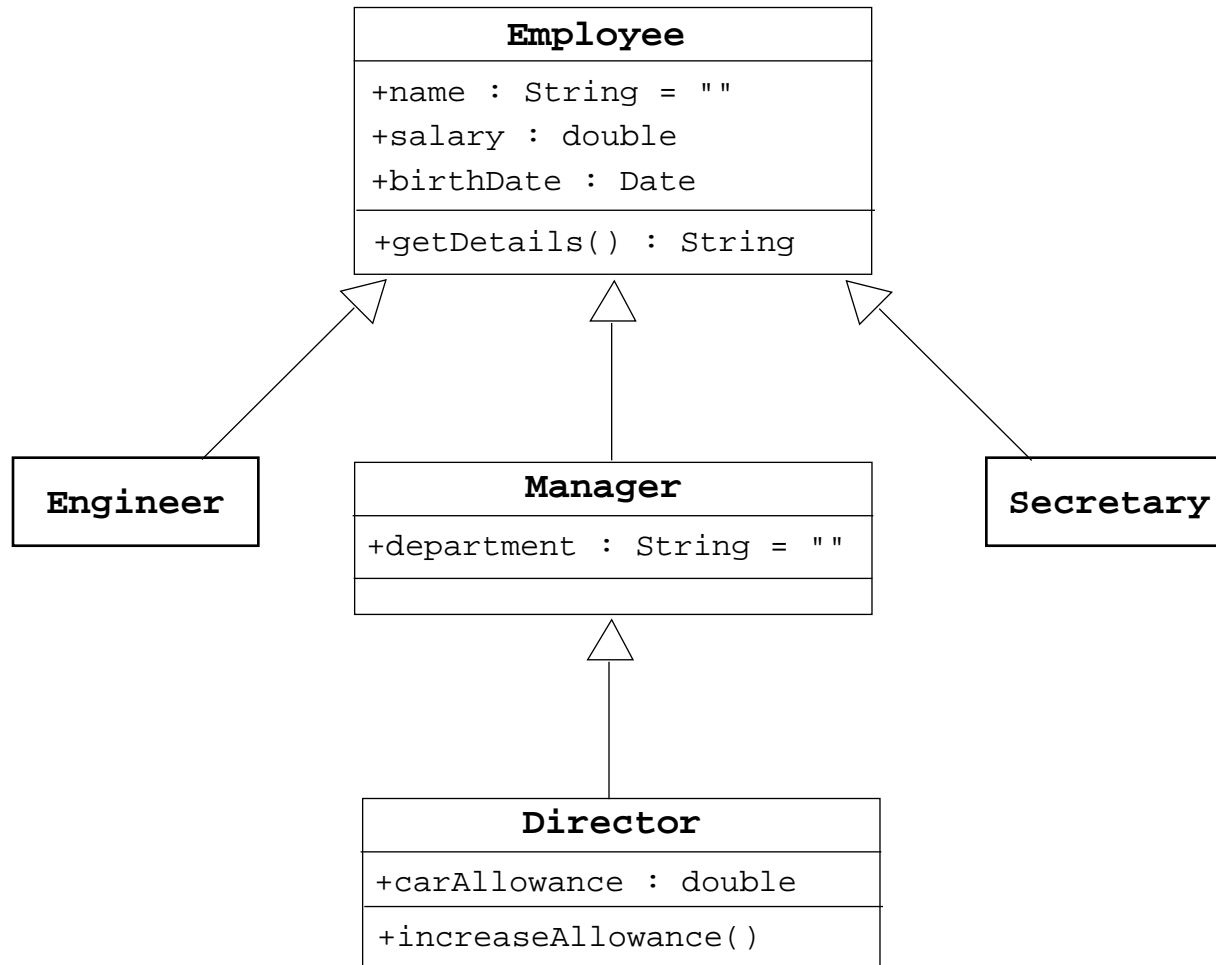 Employee
+name : String = ""
+salary : double
+birthDate : Date
+getDetails() : String
Engineer
Manager
+department : String = ""
Secretary
Director
+carAllowance : double
+increaseAllowance()